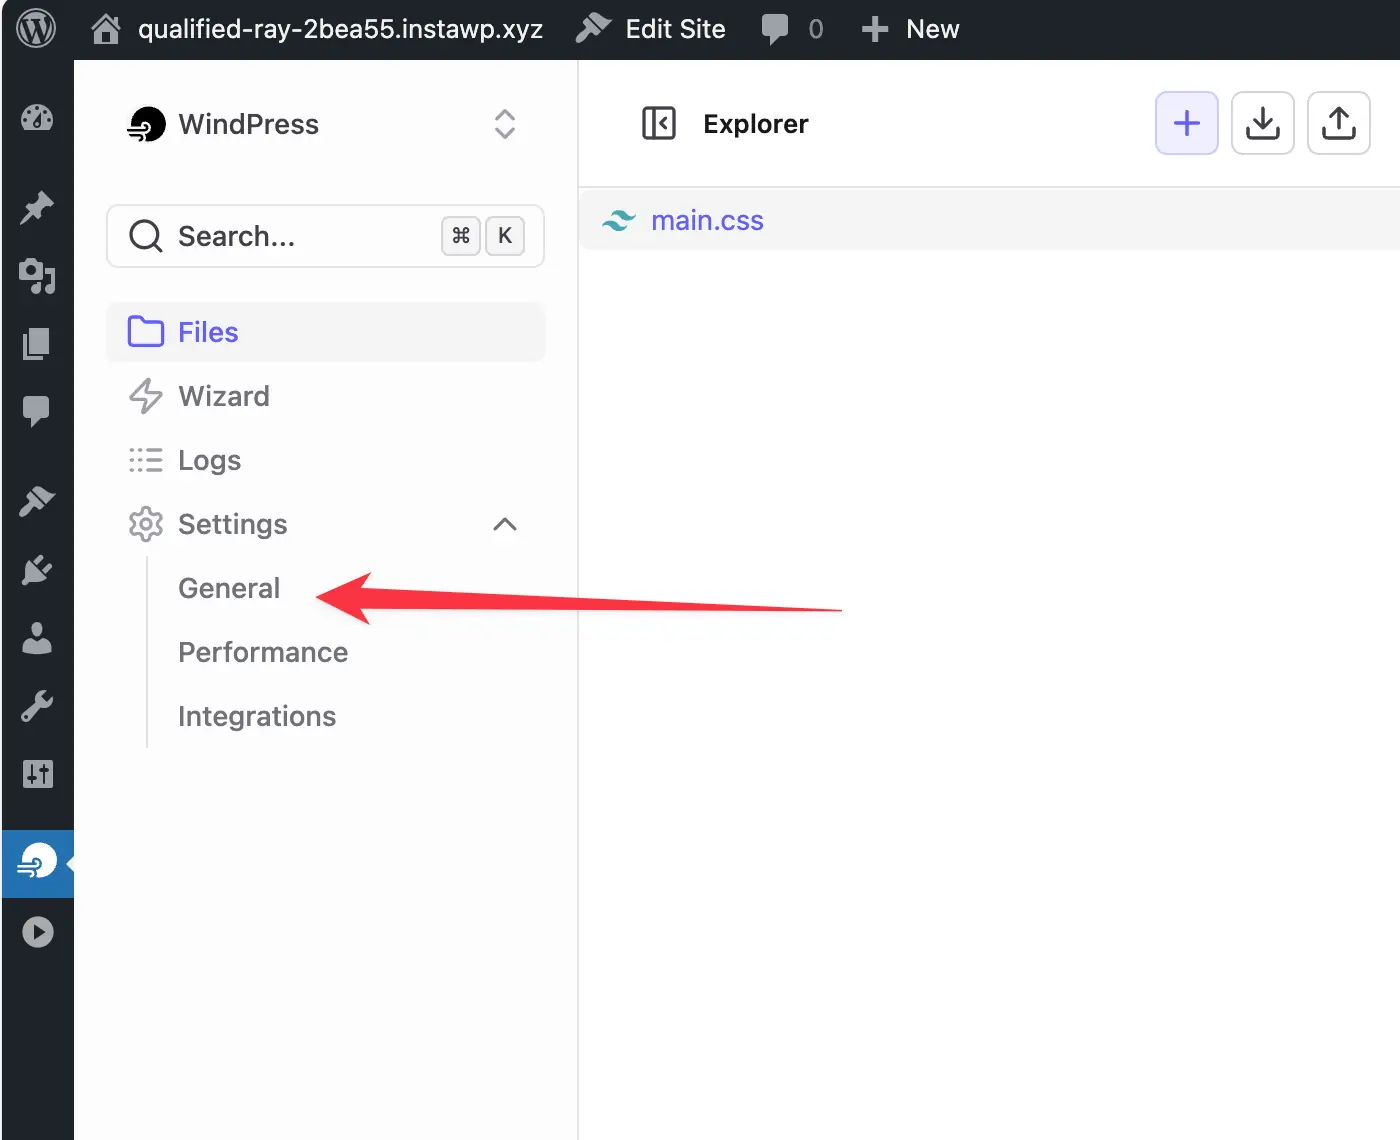 qualified-ray-2bea55.instawp.xyz Edit Site 0 New
WindPress
Search...
⌘ K
Files
Wizard
Logs
Settings
General
Performance
Integrations
Explorer
main.css